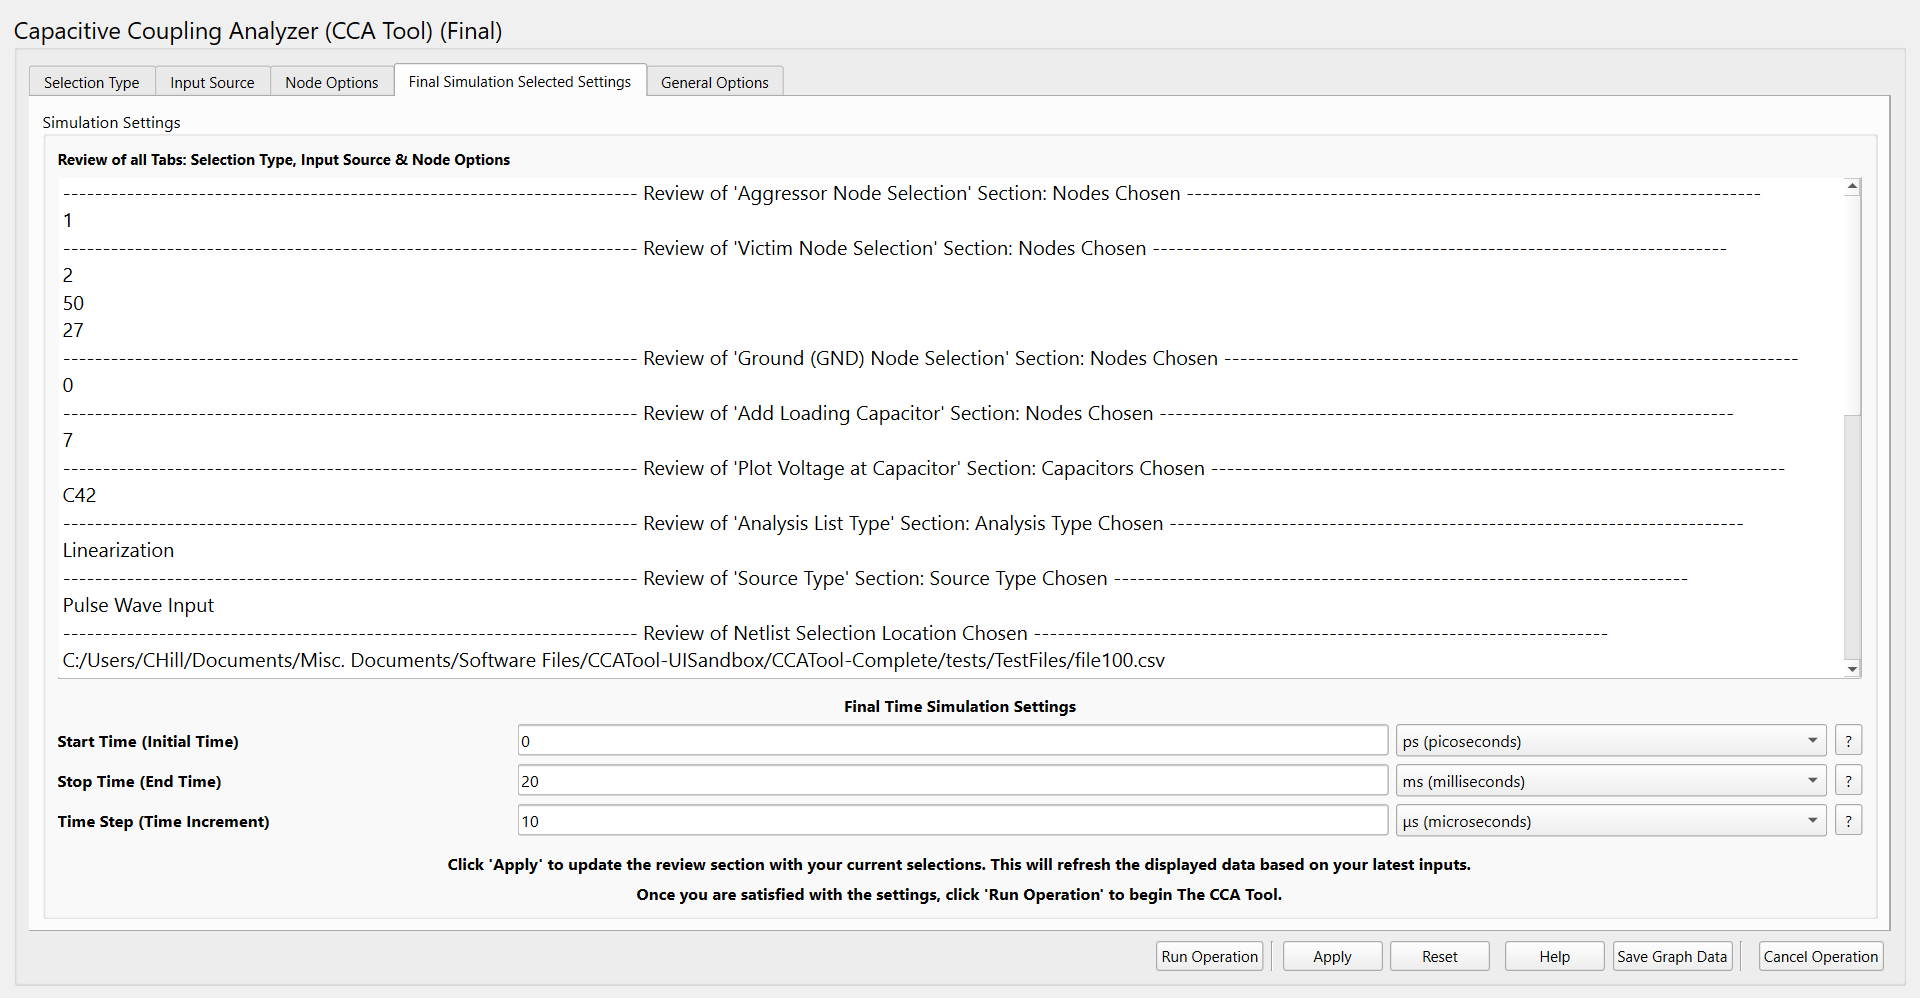 Capacitive Coupling Analyzer (CCA Tool) (Final)
Selection Type
Input Source
Node Options
Final Simulation Selected Settings
General Options
Simulation Settings
Review of all Tabs: Selection Type, Input Source & Node Options
------------------------------------------------------------------------ Review of 'Aggressor Node Selection' Section: Nodes Chosen ------------------------------------------------------------------------
1
------------------------------------------------------------------------ Review of 'Victim Node Selection' Section: Nodes Chosen ------------------------------------------------------------------------
2
50
27
------------------------------------------------------------------------ Review of 'Ground (GND) Node Selection' Section: Nodes Chosen ------------------------------------------------------------------------
0
------------------------------------------------------------------------ Review of 'Add Loading Capacitor' Section: Nodes Chosen ------------------------------------------------------------------------
7
------------------------------------------------------------------------ Review of 'Plot Voltage at Capacitor' Section: Capacitors Chosen ------------------------------------------------------------------------
C42
------------------------------------------------------------------------ Review of 'Analysis List Type' Section: Analysis Type Chosen ------------------------------------------------------------------------
Linearization
------------------------------------------------------------------------ Review of 'Source Type' Section: Source Type Chosen ------------------------------------------------------------------------
Pulse Wave Input
------------------------------------------------------------------------ Review of Netlist Selection Location Chosen ------------------------------------------------------------------------
C:/Users/CHill/Documents/Misc. Documents/Software Files/CCATool-UISandbox/CCATool-Complete/tests/TestFiles/file100.csv
Final Time Simulation Settings
Start Time (Initial Time) 0 ps (picoseconds) ?
Stop Time (End Time) 20 ms (milliseconds) ?
Time Step (Time Increment) 10 µs (microseconds) ?
Click 'Apply' to update the review section with your current selections. This will refresh the displayed data based on your latest inputs.
Once you are satisfied with the settings, click 'Run Operation' to begin The CCA Tool.
Run Operation
Apply
Reset
Help
Save Graph Data
Cancel Operation